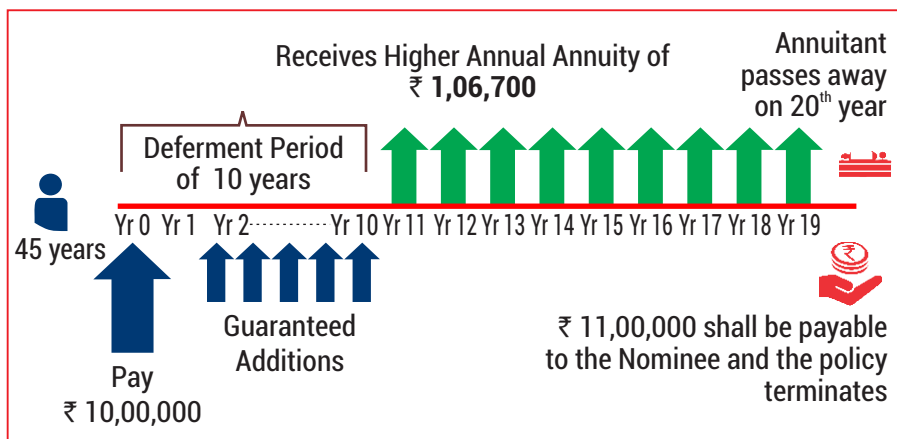 Receives Higher Annual Annuity of
₹ 1,06,700
Annuitant
passes away
on 20th year
Deferment Period
of 10 years
45 years
Yr 0 Yr 1 Yr 2------------Yr 10 Yr 11 Yr 12 Yr 13 Yr 14 Yr 15 Yr 16 Yr 17 Yr 18 Yr 19
Guaranteed
Additions
Pay
₹ 10,00,000
₹
₹ 11,00,000 shall be payable
to the Nominee and the policy
terminates